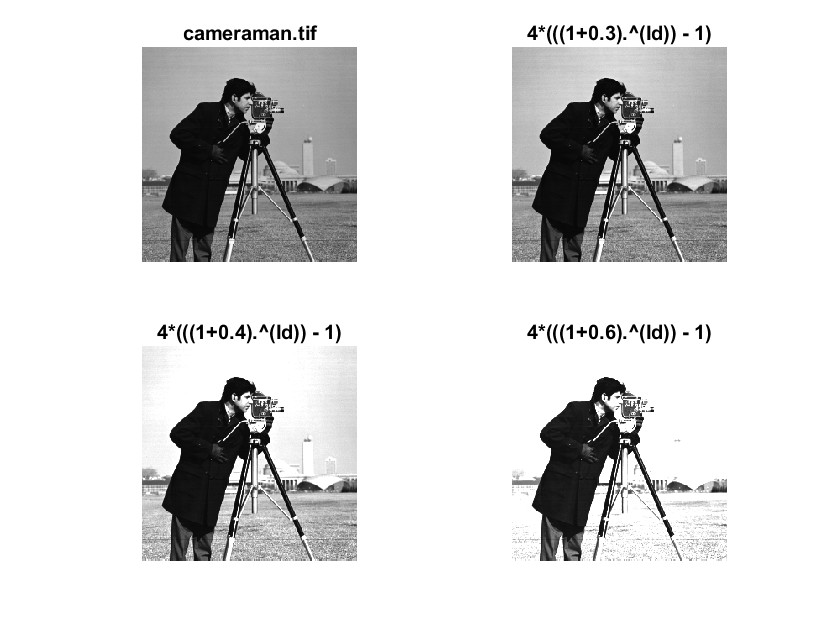 cameraman.tif
4*(((1+0.3).^(Id)) - 1)
4*(((1+0.4).^(Id)) - 1)
4*(((1+0.6).^(Id)) - 1)